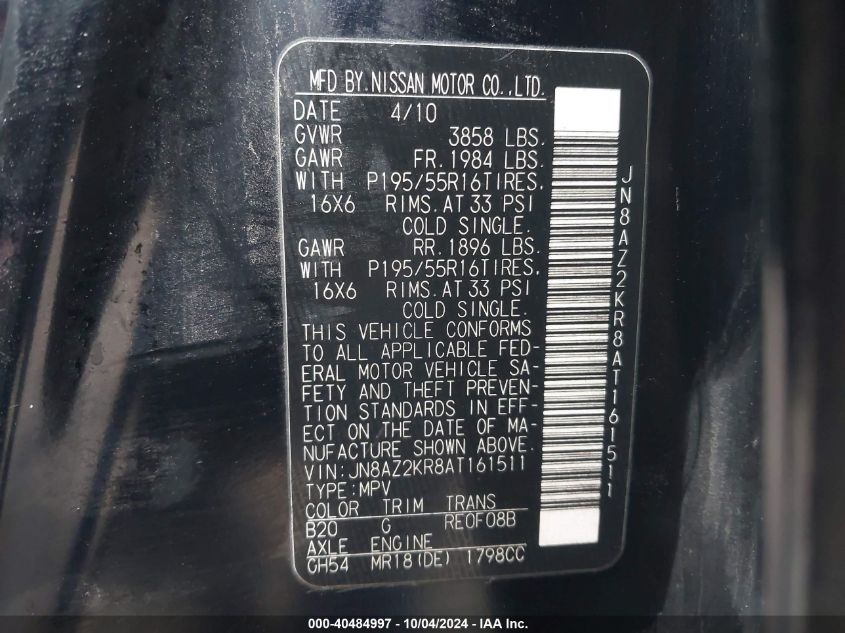 MFD BY.NISSAN MOTOR CO.,LTD.
DATE 4/10
GVWR 3858 LBS.
GAWR FR.1984 LBS.
WITH P195/55R16TIRES,
16X6 RIMS.AT 33 PSI
COLD SINGLE.
GAWR RR.1896 LBS.
WITH P195/55R16TIRES,
16X6 RIMS.AT 33 PSI
COLD SINGLE.
THIS VEHICLE CONFORMS
TO ALL APPLICABLE FED-
ERAL MOTOR VEHICLE SA-
FETY AND THEFT PREVEN-
TION STANDARDS IN EFF-
ECT ON THE DATE OF MA-
NUFACTURE SHOWN ABOVE.
VIN:JN8AZ2KR8AT161511
TYPE:MPV
COLOR TRIM TRANS
B20 G RE0F08B
AXLE ENGINE
GH54 MR18(DE) 1798CC
JN8AZ2KR8AT161511
000-40484997 - 10/04/2024 - IAA Inc.